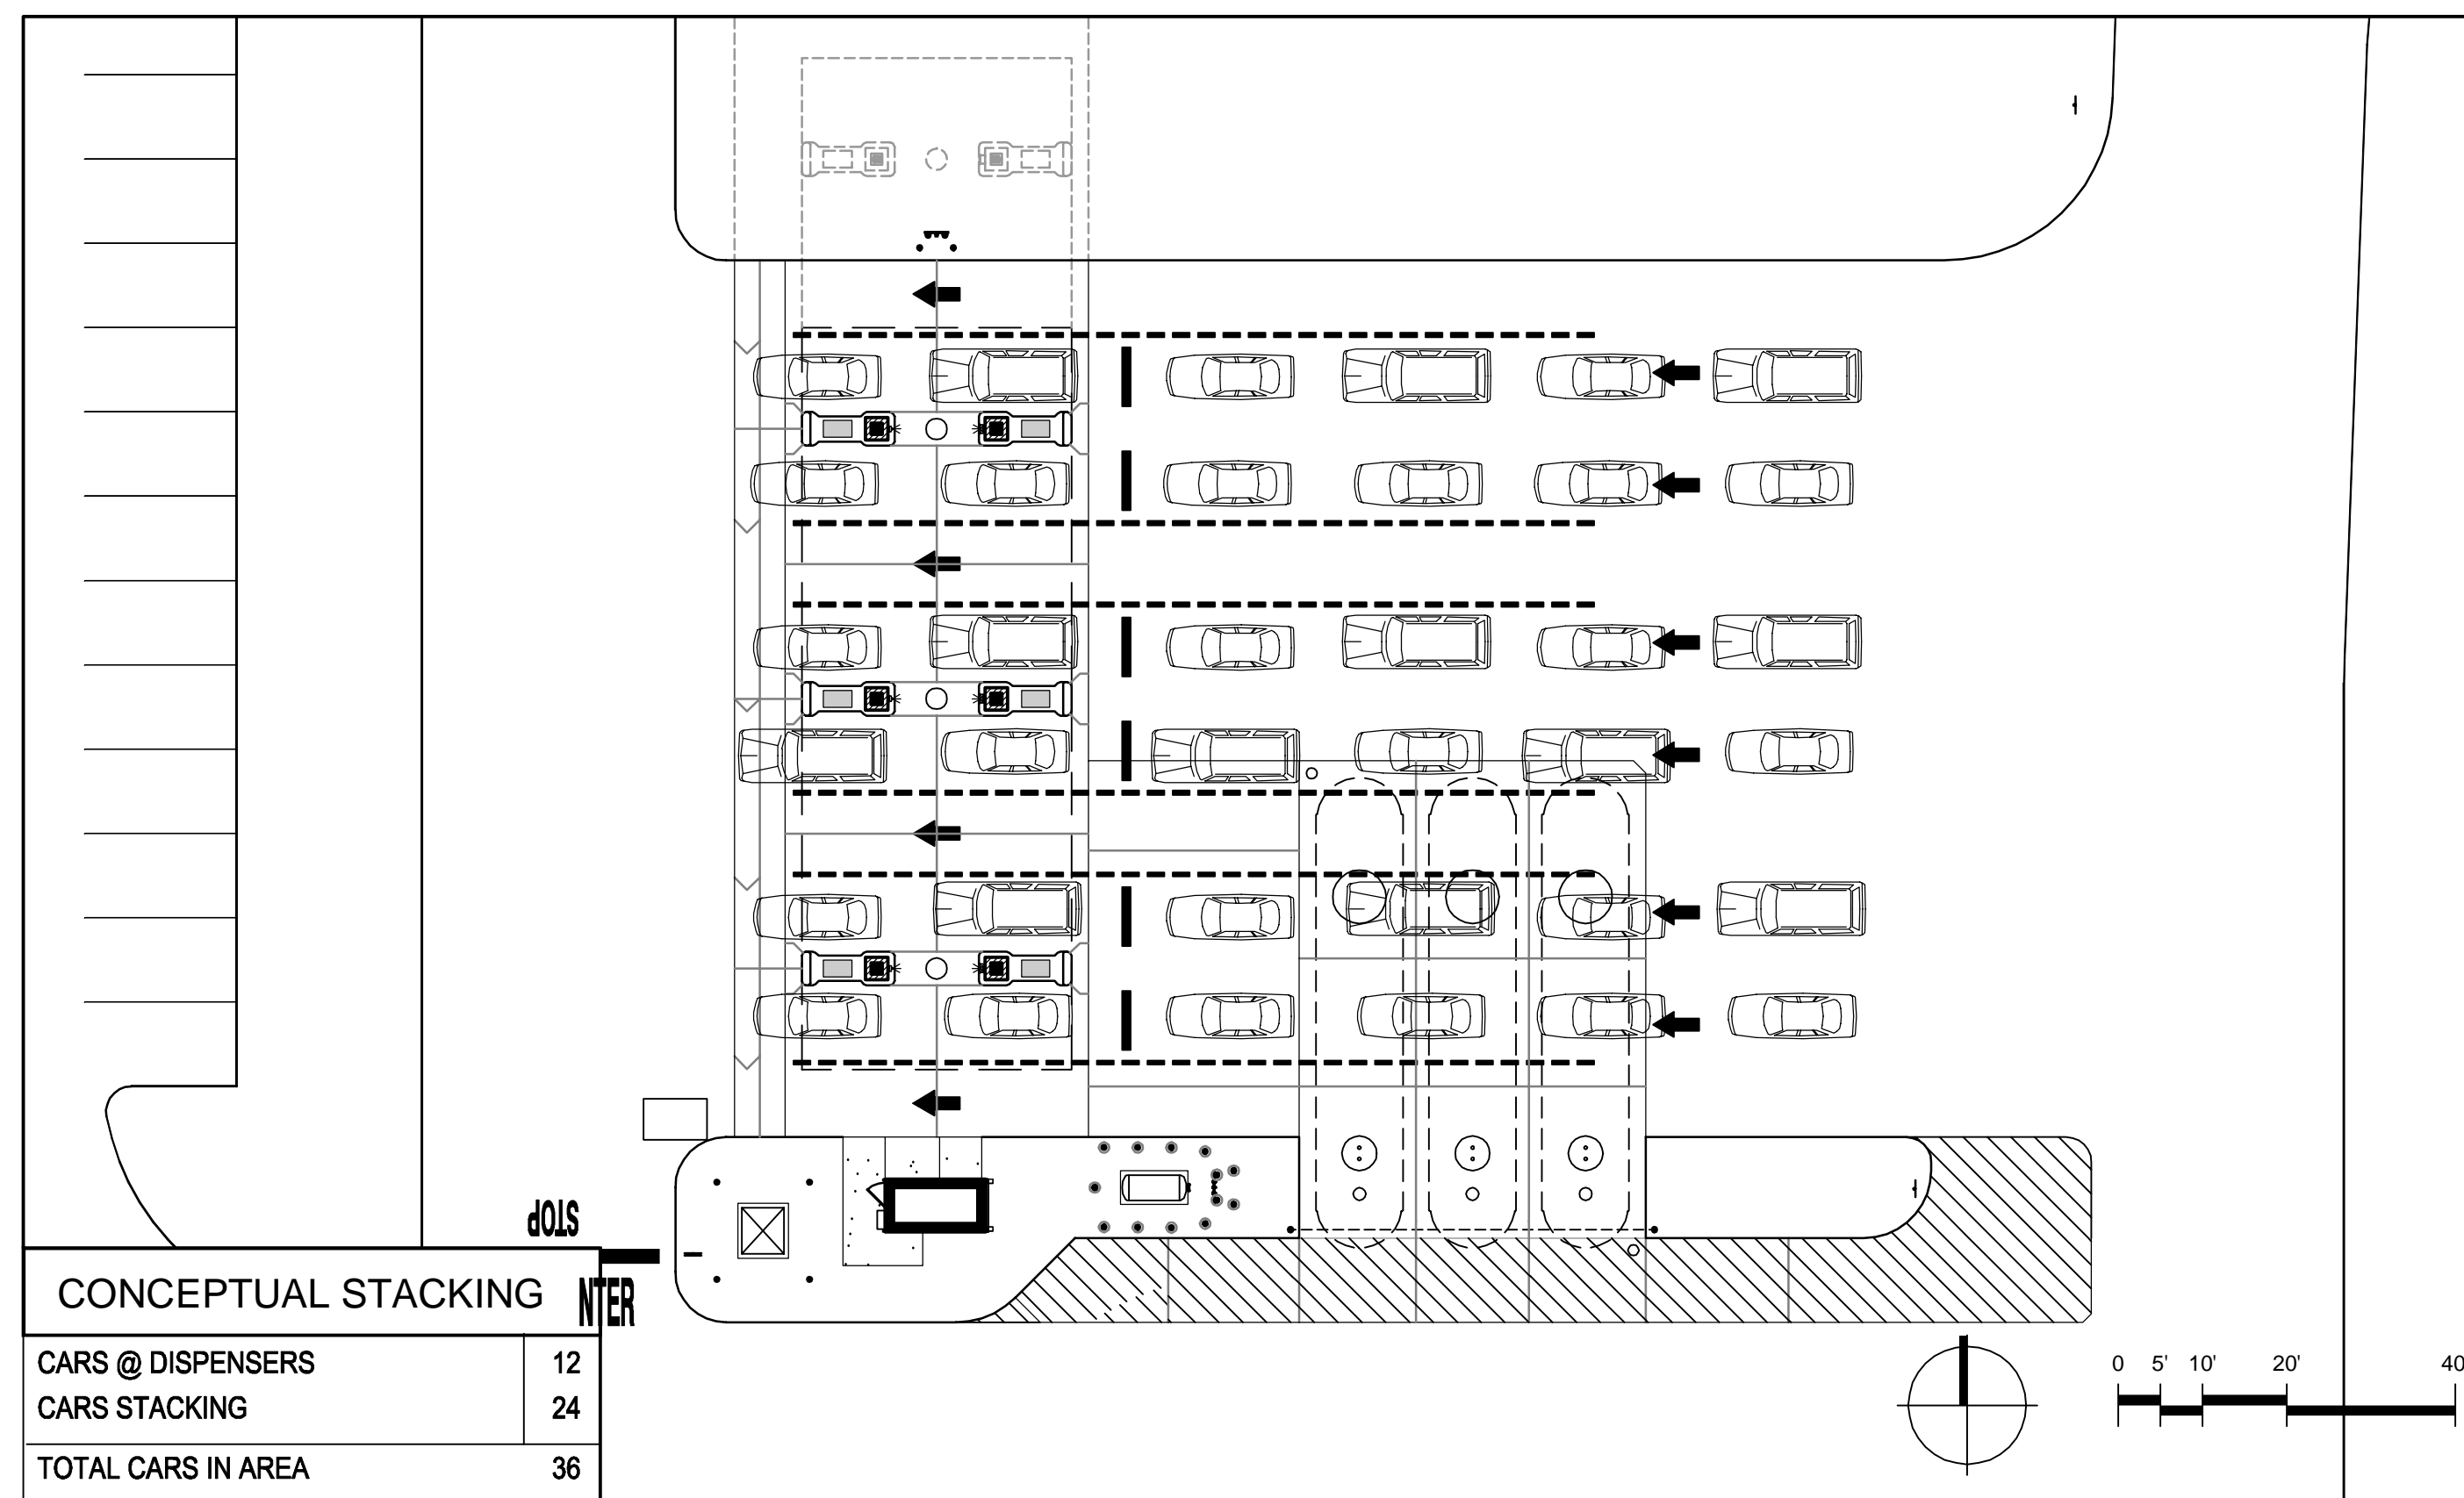 STOP
NTER
CONCEPTUAL STACKING
CARS @ DISPENSERS 12
CARS STACKING 24
TOTAL CARS IN AREA 36
0 5' 10' 20' 40